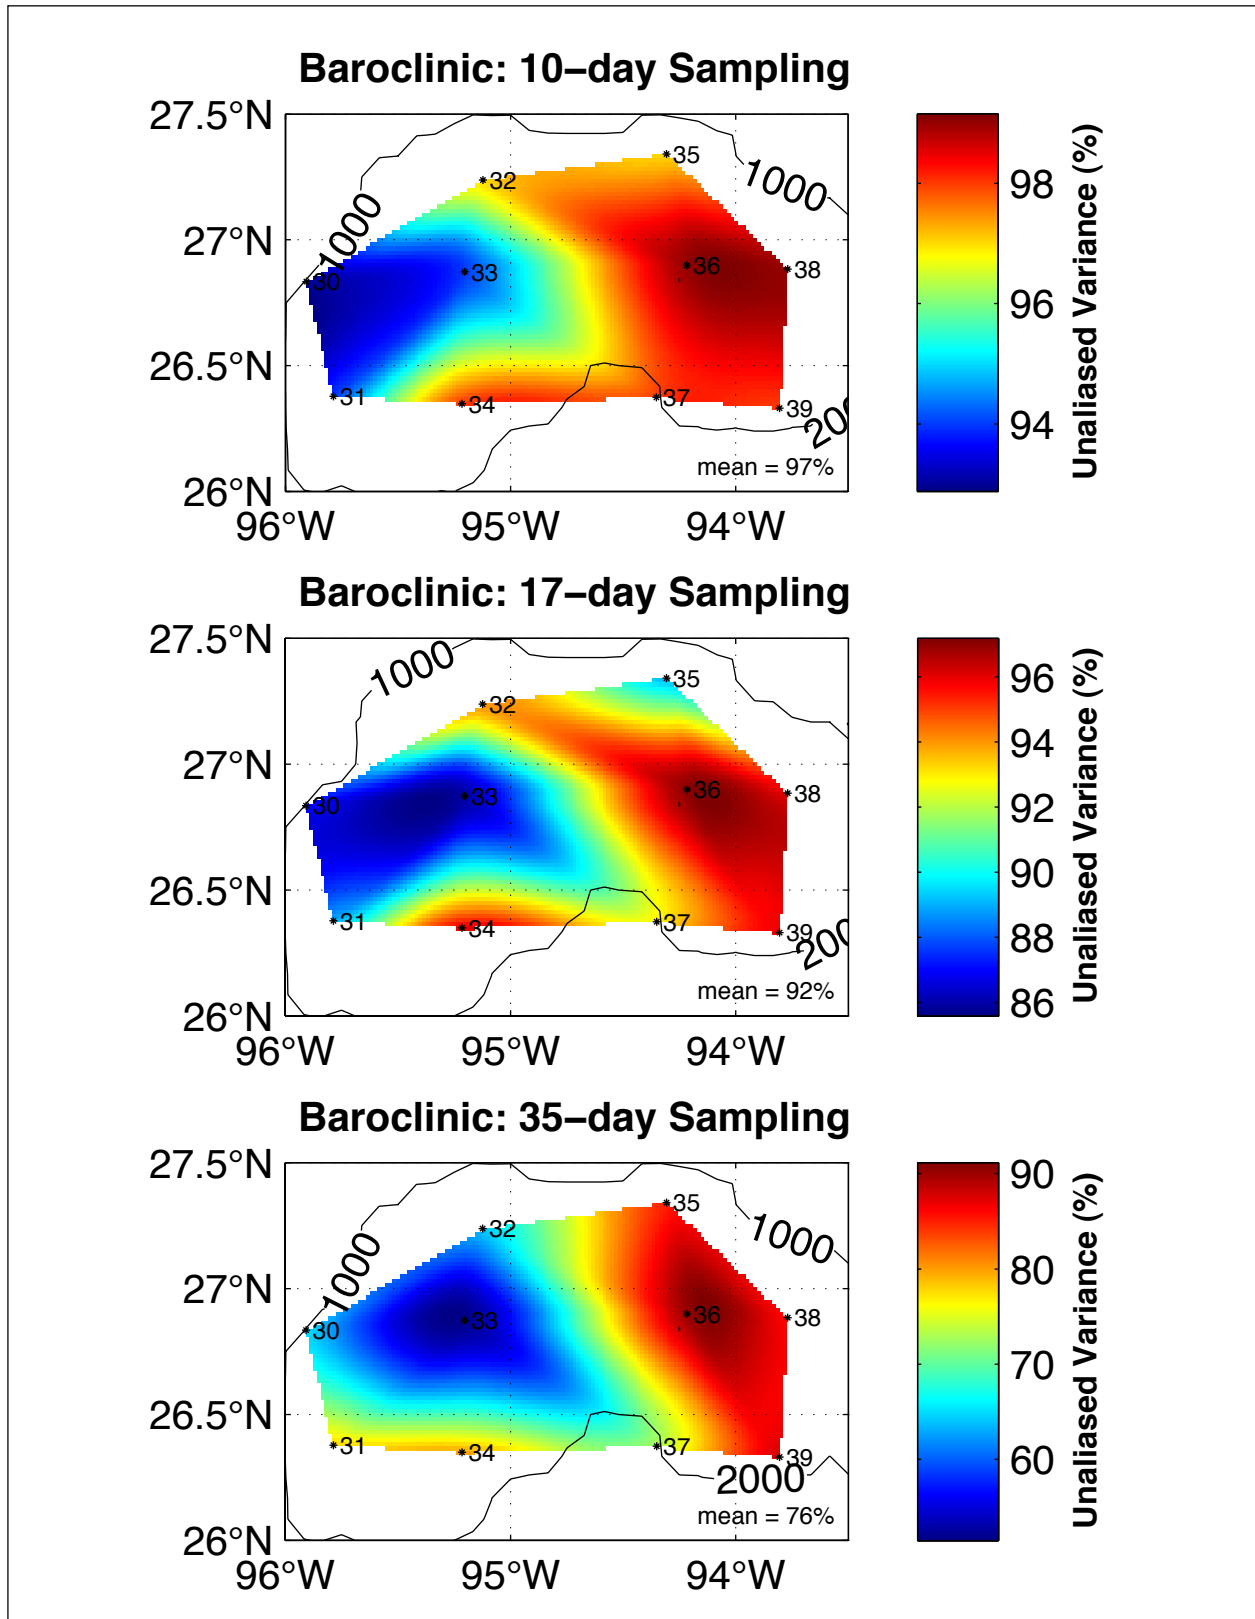 Baroclinic: 10−day Sampling
27.5°N
27°N
26.5°N
26°N
96°W
95°W
94°W
1000
1000
200
30
31
32
33
34
35
36
37
38
39
mean = 97%
98
96
94
Unaliased Variance (%)
Baroclinic: 17−day Sampling
27.5°N
27°N
26.5°N
26°N
96°W
95°W
94°W
1000
200
30
31
32
33
34
35
36
37
38
39
mean = 92%
96
94
92
90
88
86
Unaliased Variance (%)
Baroclinic: 35−day Sampling
27.5°N
27°N
26.5°N
26°N
96°W
95°W
94°W
1000
1000
2000
30
31
32
33
34
35
36
37
38
39
mean = 76%
90
80
70
60
Unaliased Variance (%)